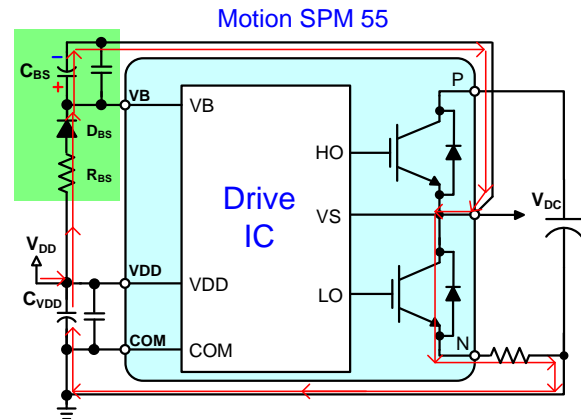 Motion SPM 55
–
CBS
+
VB
VB
DBS
RBS
P
HO
Drive
IC
VS
VDC
VDD
VDD
VDD
CVDD
LO
COM
COM
N